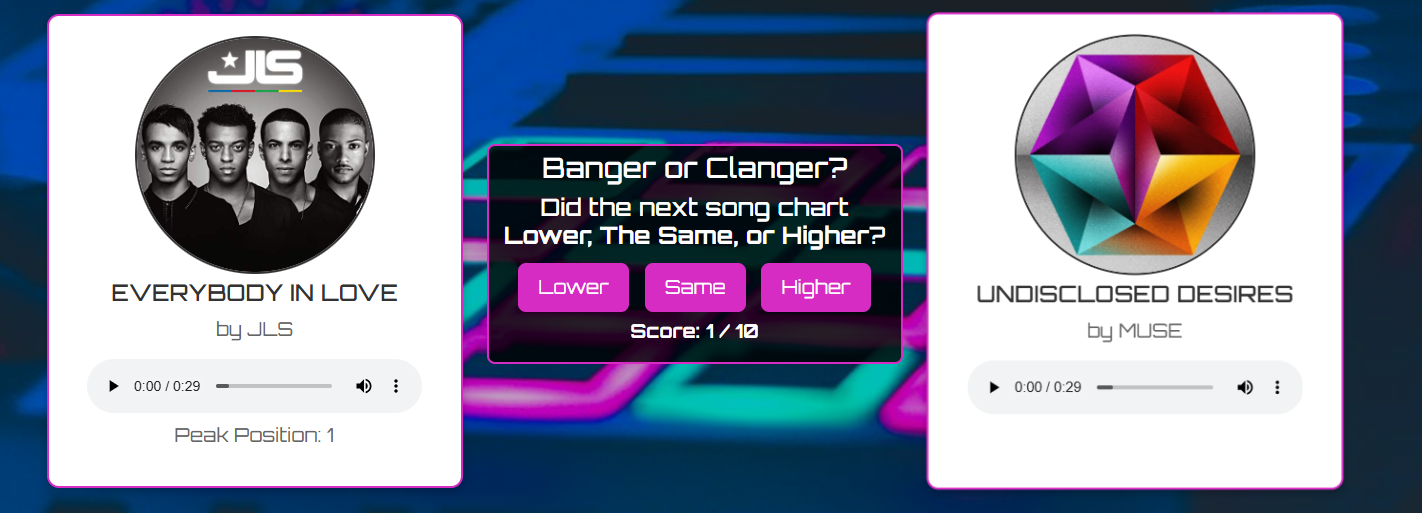 JLS
EVERYBODY IN LOVE
by JLS
0:00 / 0:29
Peak Position: 1
Banger or Clanger?
Did the next song chart
Lower, The Same, or Higher?
Lower Same Higher
Score: 1 / 10
UNDISCLOSED DESIRES
by MUSE
0:00 / 0:29